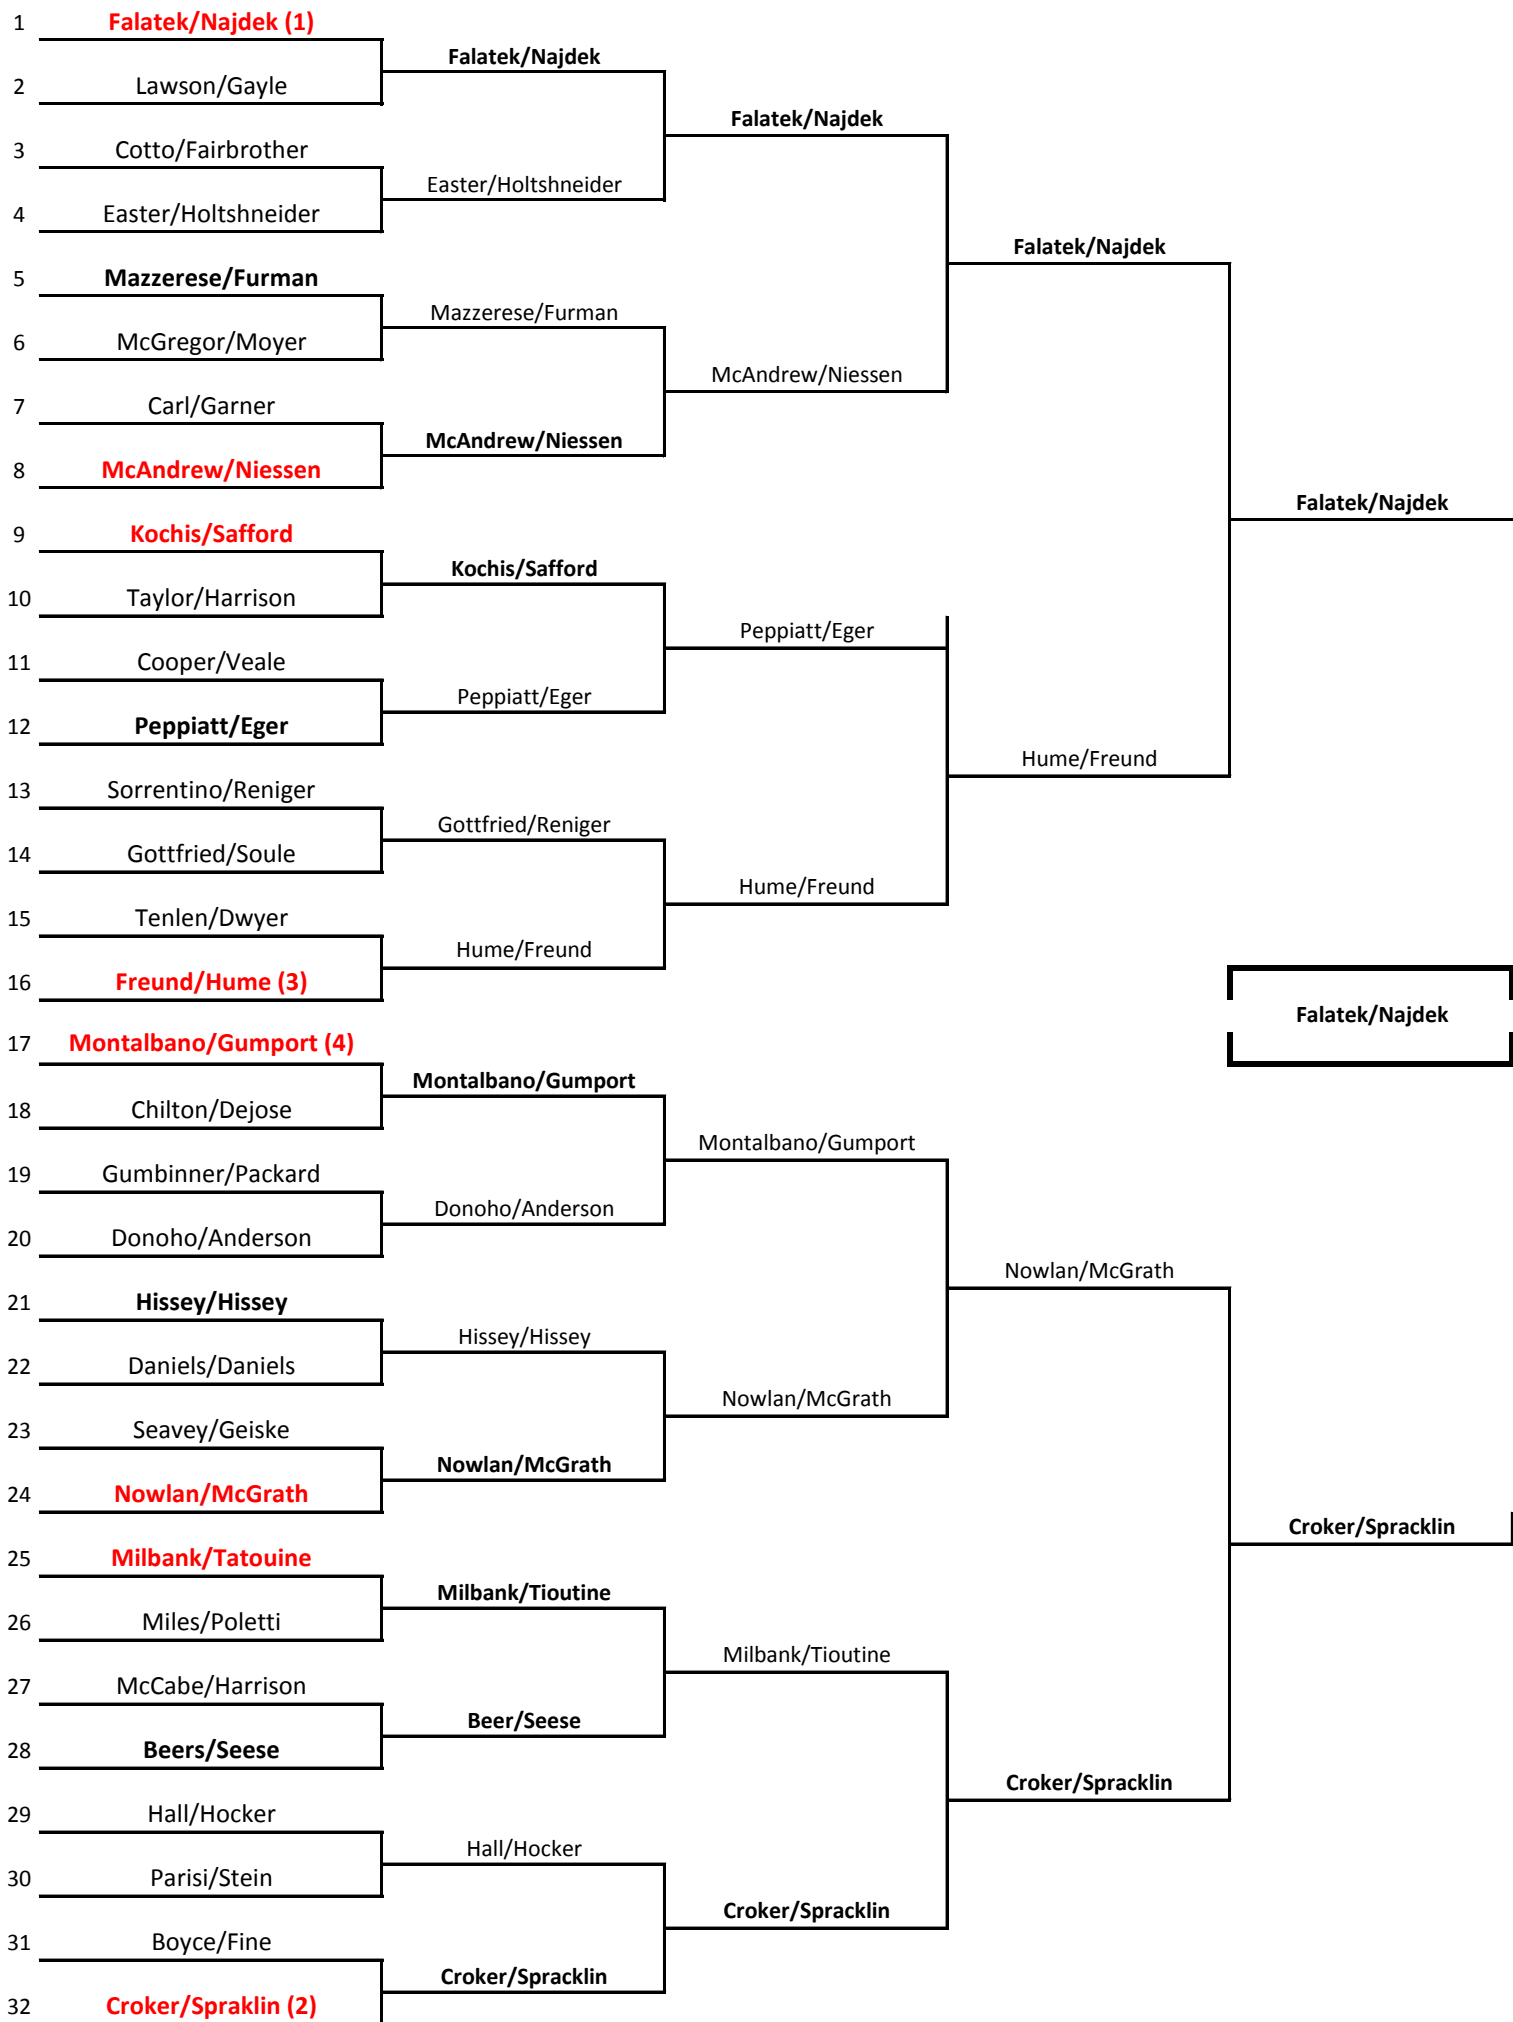 1 Falatek/Najdek (1)
Falatek/Najdek
2 Lawson/Gayle
Falatek/Najdek
3 Cotto/Fairbrother
Easter/Holtshneider
4 Easter/Holtshneider
Falatek/Najdek
5 Mazzerese/Furman
Mazzerese/Furman
6 McGregor/Moyer
McAndrew/Niessen
7 Carl/Garner
McAndrew/Niessen
8 McAndrew/Niessen
Falatek/Najdek
9 Kochis/Safford
Kochis/Safford
10 Taylor/Harrison
Peppiatt/Eger
11 Cooper/Veale
Peppiatt/Eger
12 Peppiatt/Eger
Hume/Freund
13 Sorrentino/Reniger
Gottfried/Reniger
14 Gottfried/Soule
Hume/Freund
15 Tenlen/Dwyer
Hume/Freund
16 Freund/Hume (3)
Falatek/Najdek
17 Montalbano/Gumport (4)
Montalbano/Gumport
18 Chilton/Dejose
Montalbano/Gumport
19 Gumbinner/Packard
Donoho/Anderson
20 Donoho/Anderson
Nowlan/McGrath
21 Hissey/Hissey
Hissey/Hissey
22 Daniels/Daniels
Nowlan/McGrath
23 Seavey/Geiske
Nowlan/McGrath
24 Nowlan/McGrath
Croker/Spracklin
25 Milbank/Tatouine
Milbank/Tioutine
26 Miles/Poletti
Milbank/Tioutine
27 McCabe/Harrison
Beer/Seese
28 Beers/Seese
Croker/Spracklin
29 Hall/Hocker
Hall/Hocker
30 Parisi/Stein
Croker/Spracklin
31 Boyce/Fine
Croker/Spracklin
32 Croker/Spraklin (2)